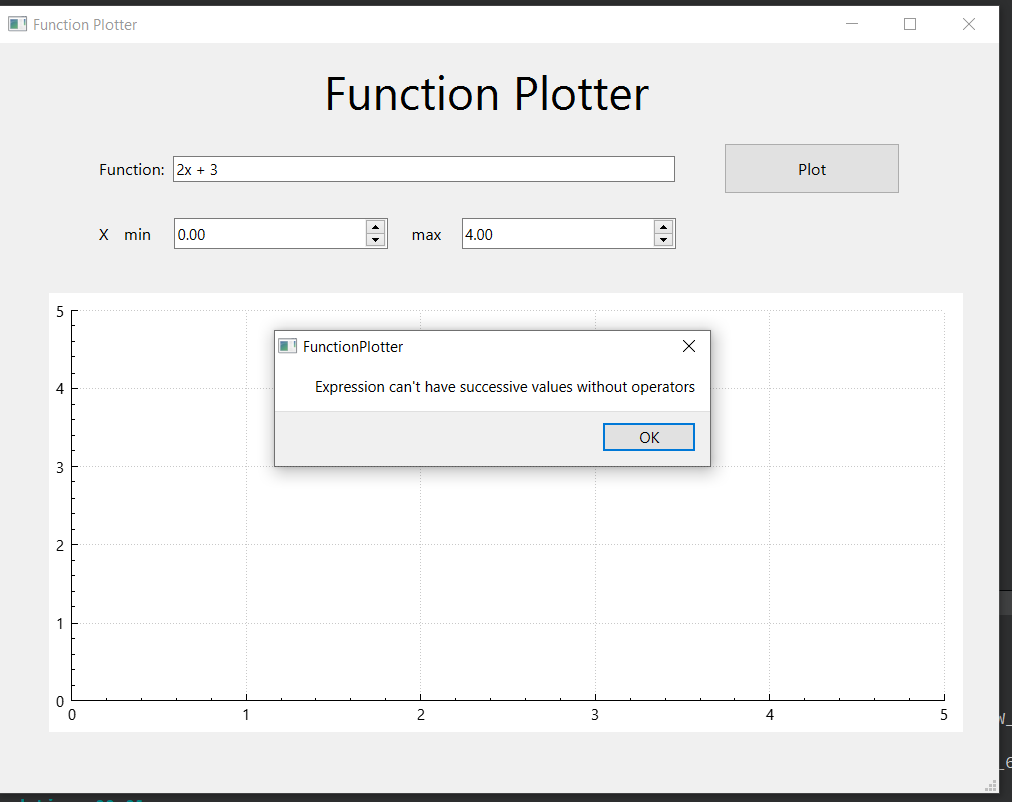 Function Plotter
Function Plotter
Function: 2x + 3
Plot
X min 0.00 max 4.00
5
FunctionPlotter
Expression can't have successive values without operators
4
OK
3
2
1
0
0 1 2 3 4 5